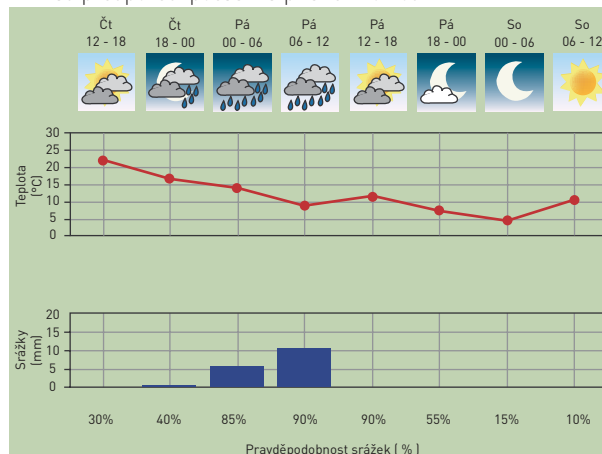 Čt Čt Pá Pá Pá Pá So So
12 - 18 18 - 00 00 - 06 06 - 12 12 - 18 18 - 00 00 - 06 06 - 12
Teplota
(°C)
30
25
20
15
10
5
0
Srážky
(mm)
20
15
10
5
0
30% 40% 85% 90% 90% 55% 15% 10%
Pravděpodobnost srážek ( % )